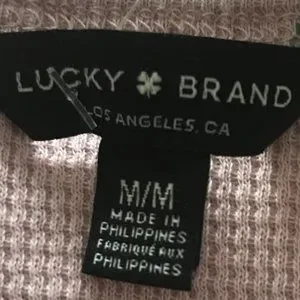 LUCKY BRAND
LOS ANGELES, CA
M/M
MADE IN
PHILIPPINES
FABRIQUÉ AUX
PHILIPPINES